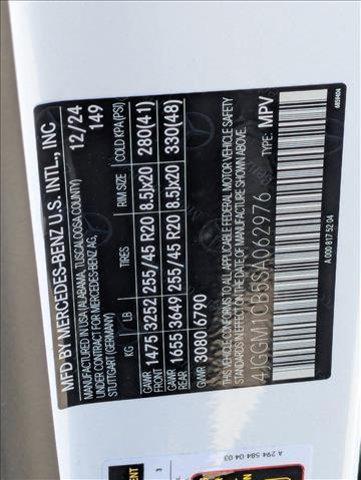 MFD BY MERCEDES-BENZ U.S. INTL., INC
MANUFACTURED IN USA (ALABAMA, TUSCALOOSA COUNTY)
UNDER CONTRACT FOR MERCEDES-BENZ AG,
STUTTGART (GERMANY)
12/24
149
KG / LB TIRES RIM SIZE COLD KPA(PSI)
GAWR
FRONT 1475 3252 255/45 R20 8.5Jx20 280(41)
GAWR
REAR 1655 3649 255/45 R20 8.5Jx20 330(48)
GVWR 3080 6790
THIS VEHICLE CONFORMS
TO ALL APPLICABLE FEDERAL MOTOR VEHICLE SAFETY
STANDARDS IN EFFECT ON THE DATE OF MANUFACTURE SHOWN ABOVE.
4JGGM1CB5SA062976 TYPE: MPV
A 000 817 52 04
A 294 584 04 03